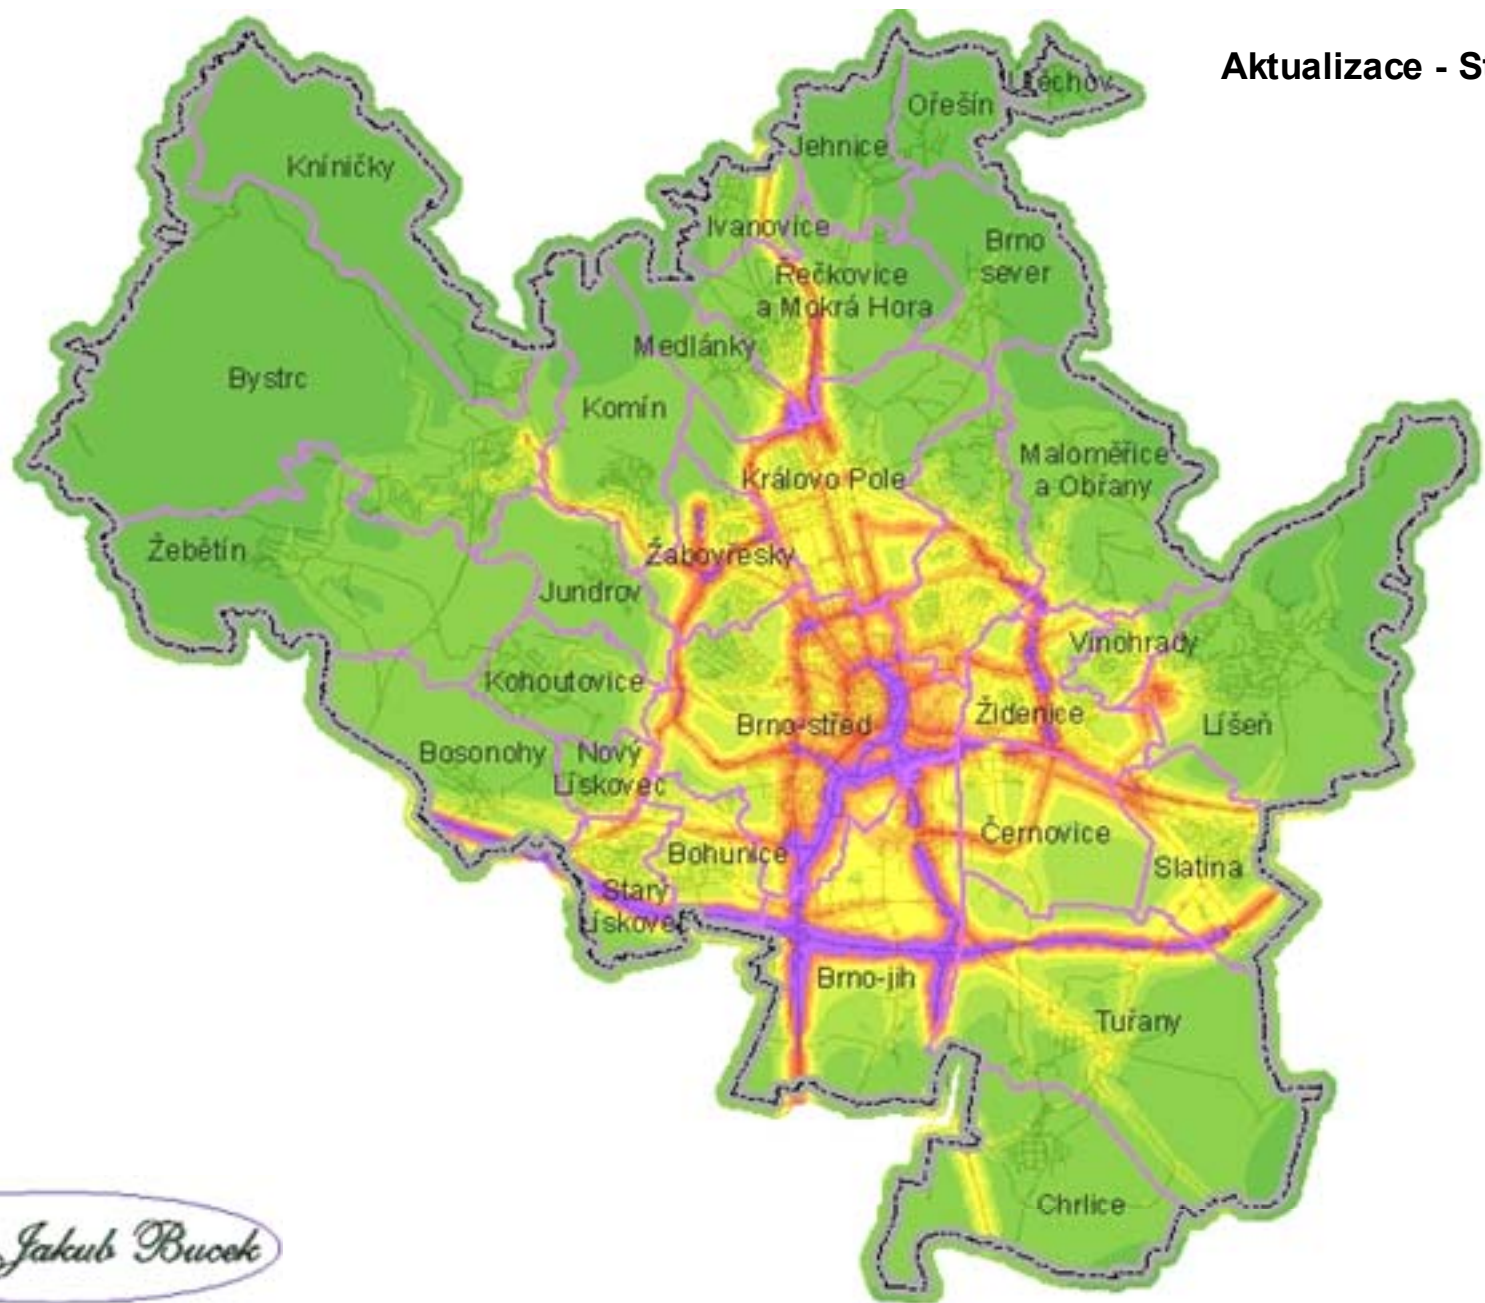 Aktualizace - S
Útěchov
Ořešín
Jehnice
Kníničky
Ivanovice
Brno
sever
Řečkovice
a Mokrá Hora
Medlánky
Bystrc
Komín
Maloměřice
a Obřany
Královo Pole
Žebětín
Žabovřesky
Jundrov
Vinohrady
Kohoutovice
Brno-střed
Židenice
Líšeň
Bosonohy
Nový
Lískovec
Černovice
Bohunice
Slatina
Starý
Lískovec
Brno-jih
Tuřany
Chrlice
Jakub Bucek